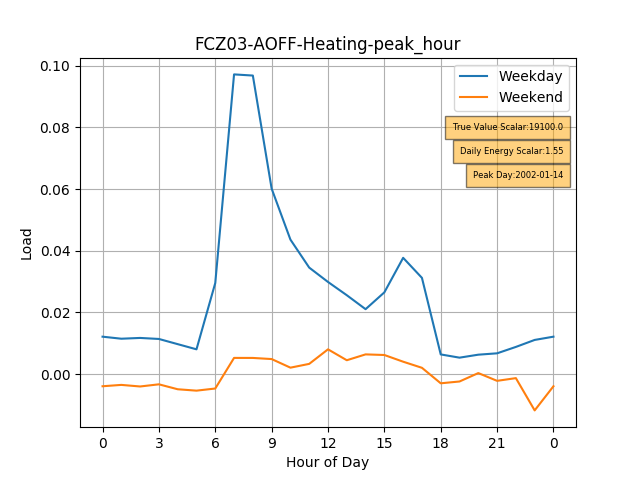 FCZ03-AOFF-Heating-peak_hour
Weekday
Weekend
True Value Scalar:19100.0
Daily Energy Scalar:1.55
Peak Day:2002-01-14
0.10
0.08
0.06
0.04
0.02
0.00
Load
0 3 6 9 12 15 18 21 0
Hour of Day